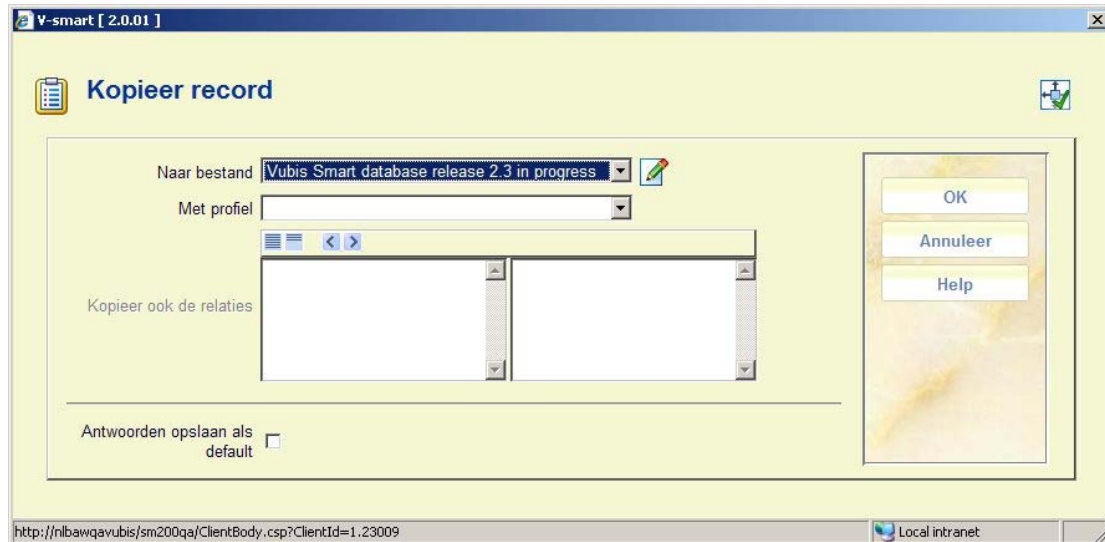 V-smart [ 2.0.01 ]
Kopieer record
Naar bestand Vubis Smart database release 2.3 in progress
Met profiel
Kopieer ook de relaties
Antwoorden opslaan als
default
OK
Annuleer
Help
http://nlbawqavubis/sm200qa/ClientBody.csp?ClientId=1.23009 Local intranet